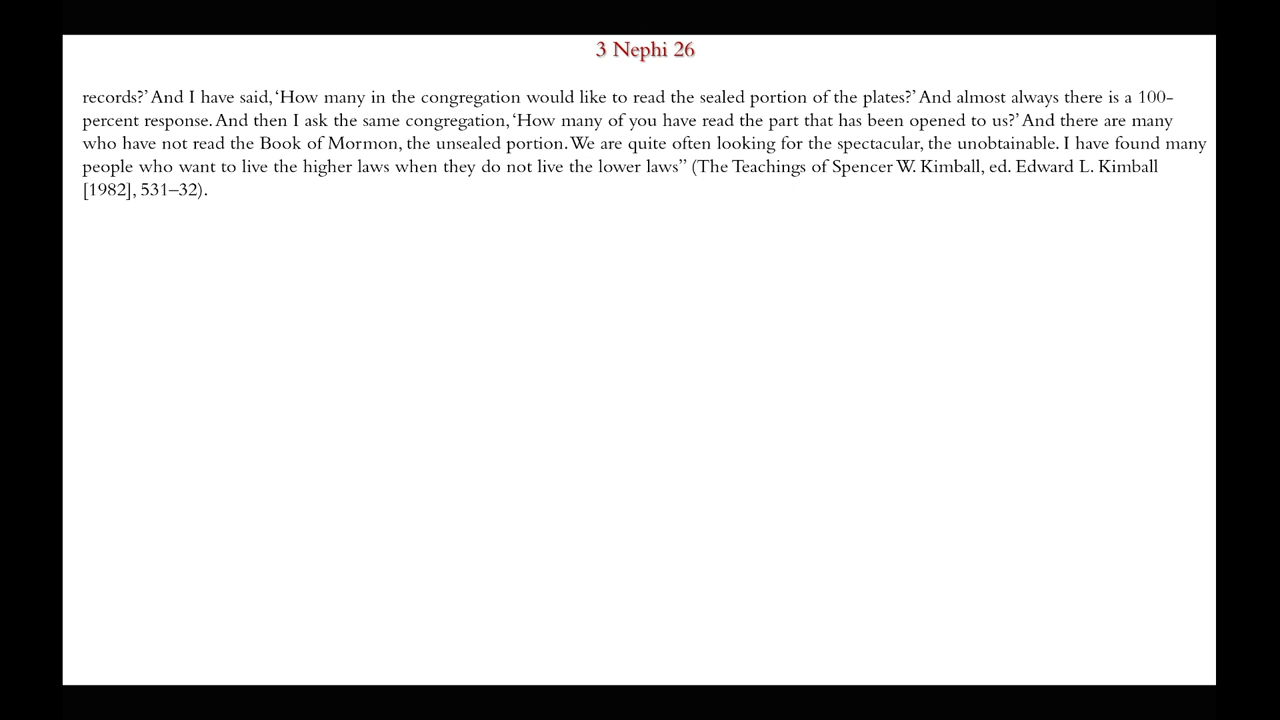 3 Nephi 26
records?’ And I have said, ‘How many in the congregation would like to read the sealed portion of the plates?’ And almost always there is a 100-
percent response. And then I ask the same congregation, ‘How many of you have read the part that has been opened to us?’ And there are many
who have not read the Book of Mormon, the unsealed portion. We are quite often looking for the spectacular, the unobtainable. I have found many
people who want to live the higher laws when they do not live the lower laws” (The Teachings of Spencer W. Kimball, ed. Edward L. Kimball
[1982], 531–32).